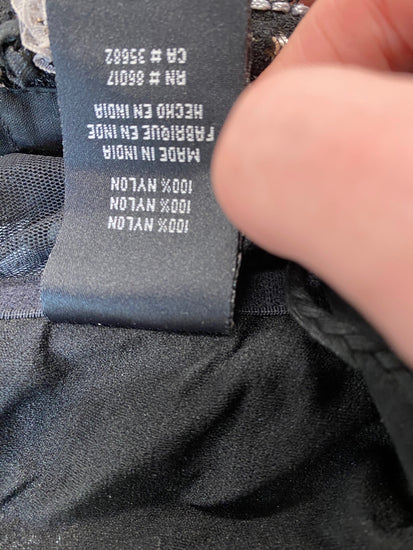 100% NYLON
100% NYLON
100% NYLON
MADE IN INDIA
FABRIQUE EN INDE
HECHO EN INDIA
RN # 86017
CA # 35682